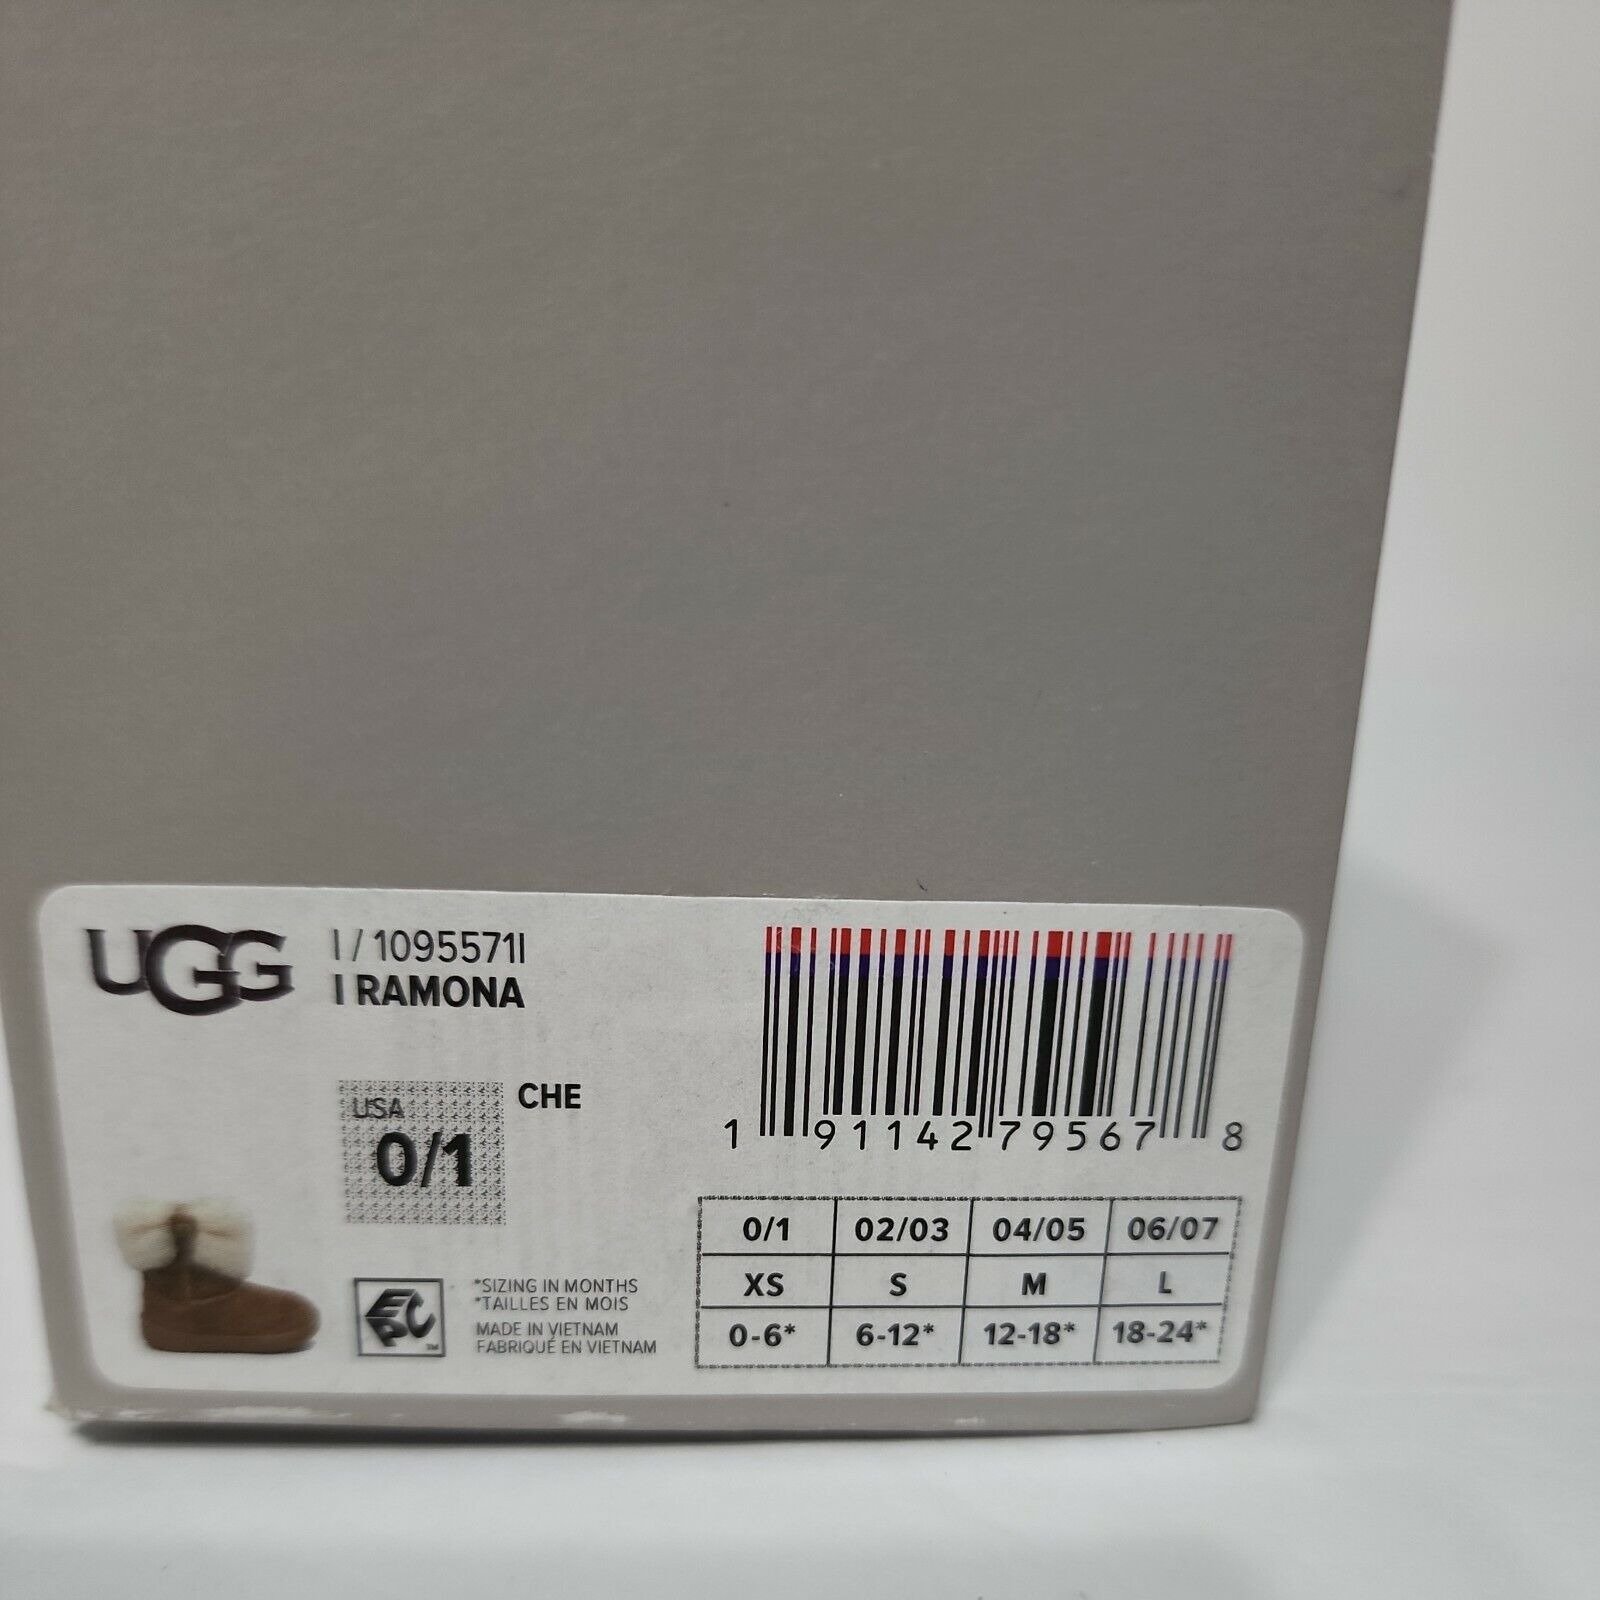 UGG
I / 1095571I
I RAMONA
USA
0/1
CHE
1 91142 79567 8
0/1 02/03 04/05 06/07
XS S M L
0-6* 6-12* 12-18* 18-24*
EPC
TM
*SIZING IN MONTHS
*TAILLES EN MOIS
MADE IN VIETNAM
FABRIQUÉ EN VIETNAM